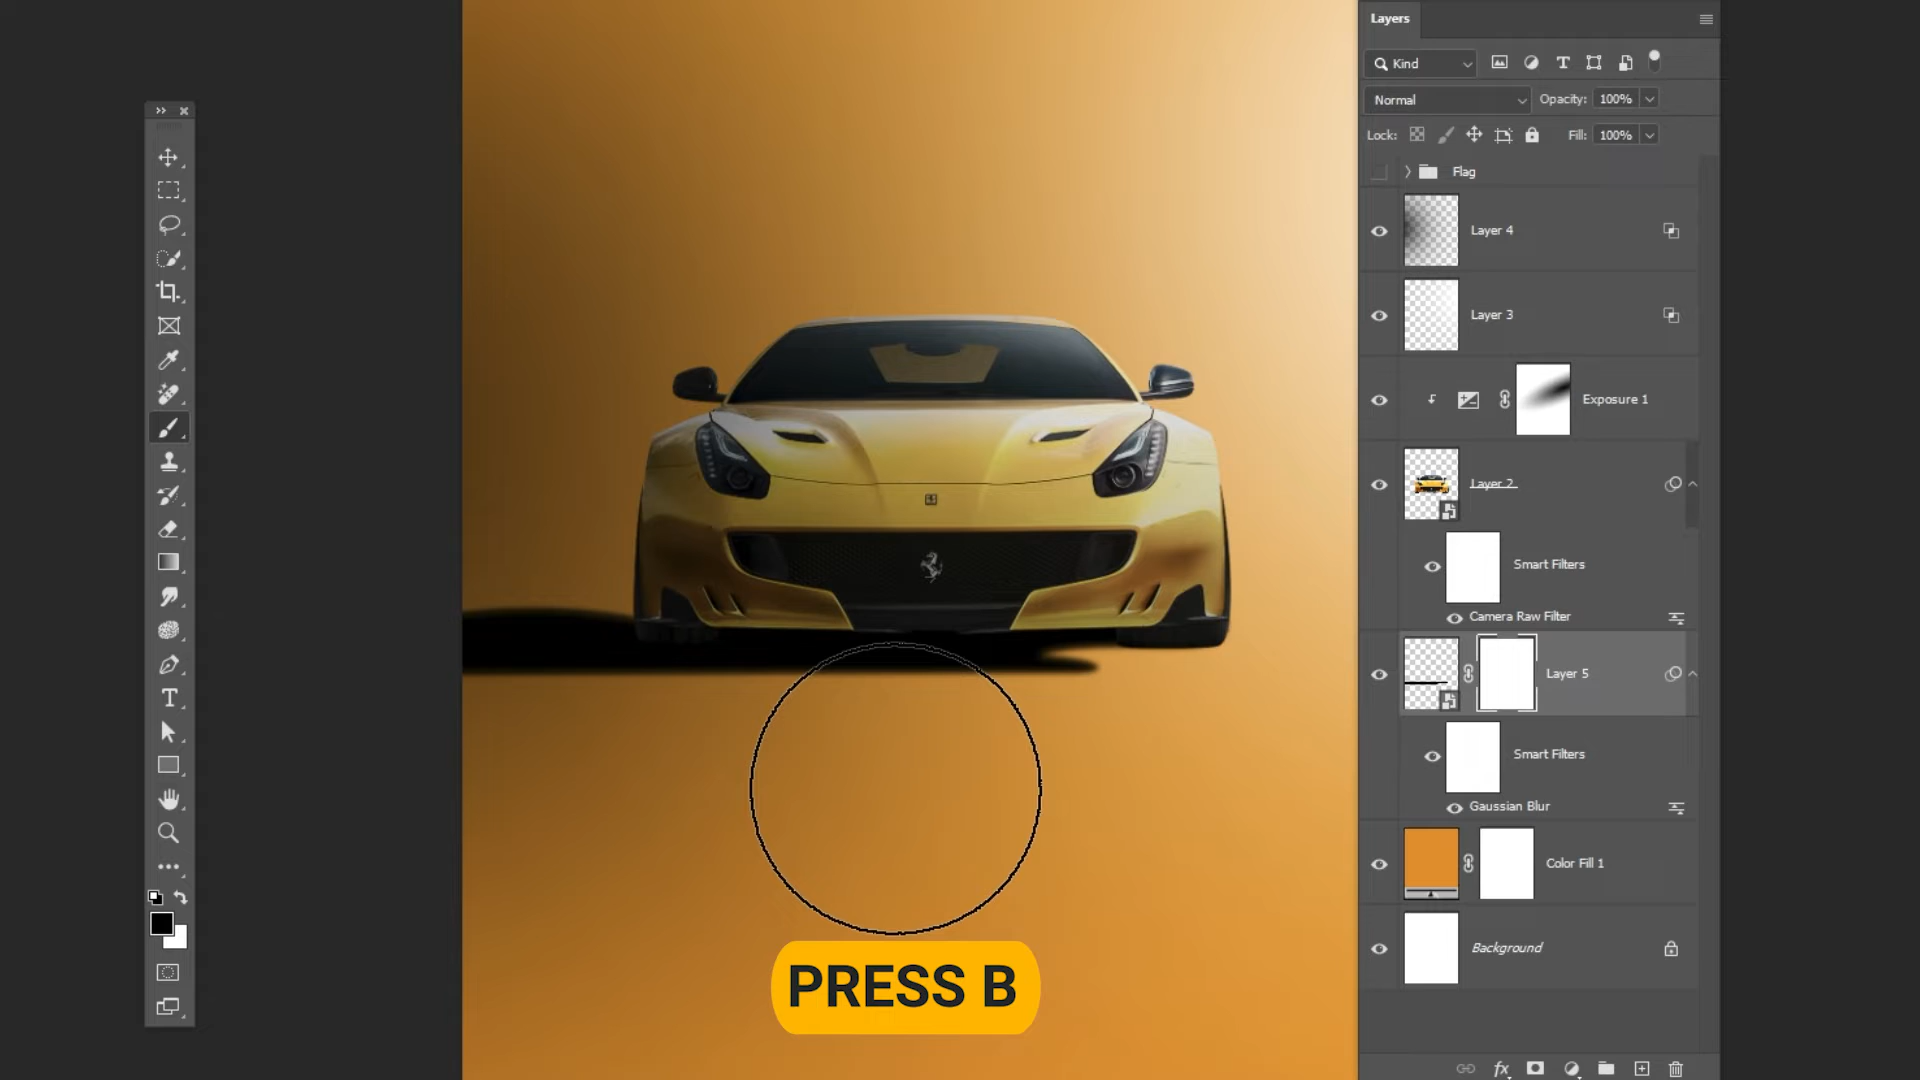 Layers
Kind
Normal
Opacity: 100%
Lock:
Fill: 100%
Flag
Layer 4
Layer 3
Exposure 1
Layer 2
Smart Filters
Camera Raw Filter
Layer 5
Smart Filters
Gaussian Blur
Color Fill 1
Background
PRESS B